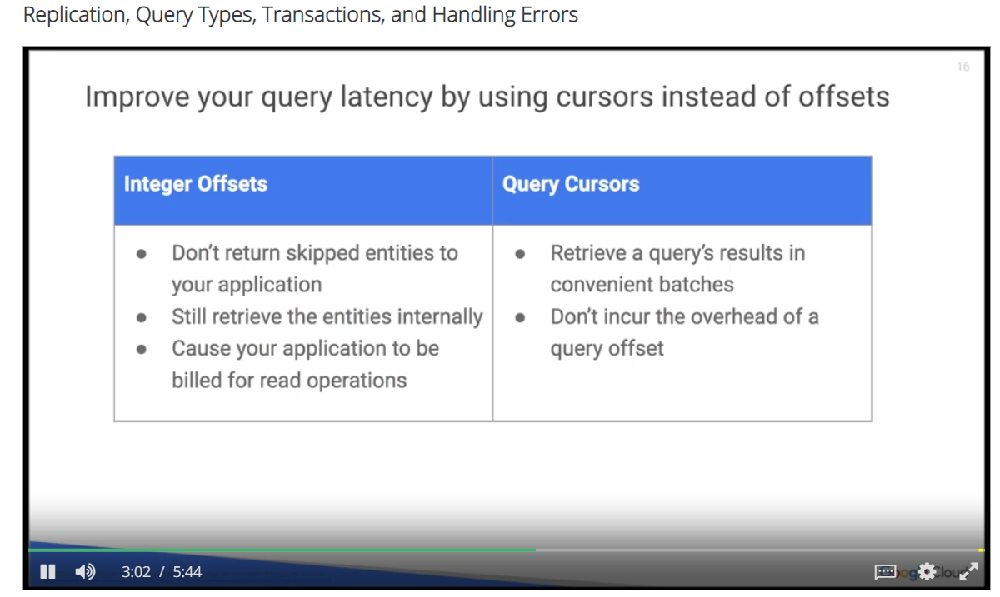 Replication, Query Types, Transactions, and Handling Errors
16
Improve your query latency by using cursors instead of offsets
Integer Offsets
Query Cursors
● Don't return skipped entities to
your application
● Still retrieve the entities internally
● Cause your application to be
billed for read operations
● Retrieve a query's results in
convenient batches
● Don't incur the overhead of a
query offset
3:02 / 5:44